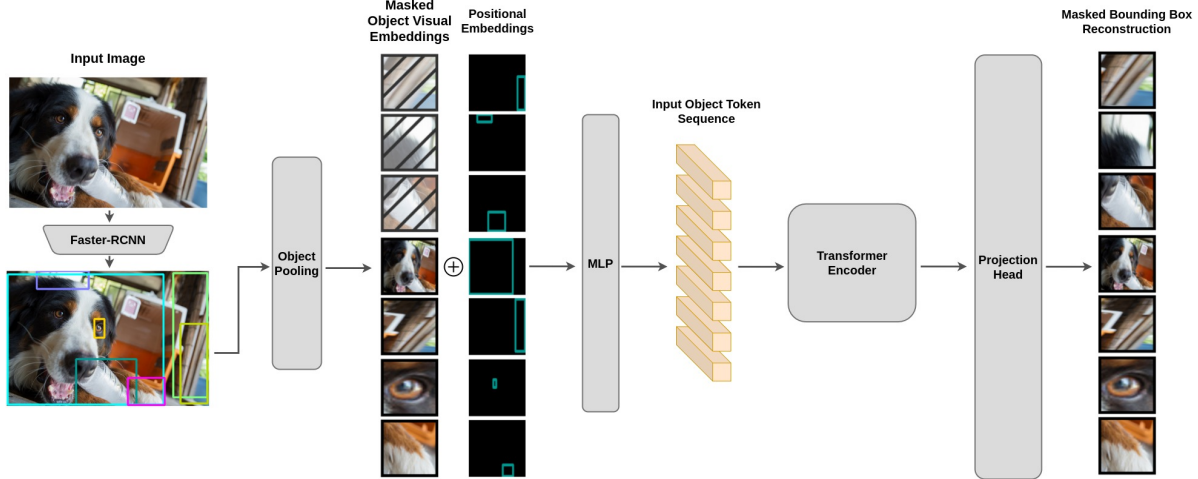 Masked
Object Visual
Embeddings
Positional
Embeddings
Masked Bounding Box
Reconstruction
Input Image
Input Object Token
Sequence
Faster-RCNN
Object
Pooling
MLP
Transformer
Encoder
Projection
Head